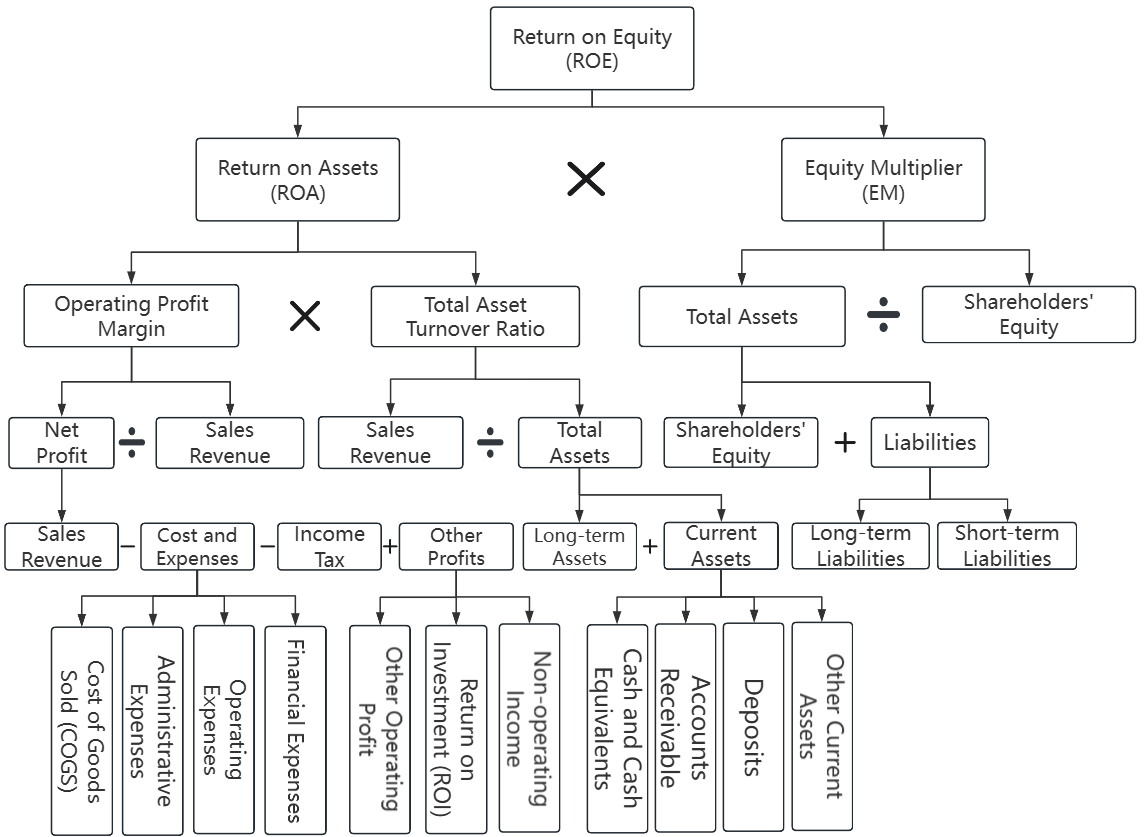 Return on Equity
(ROE)
Return on Assets
(ROA)
×
Equity Multiplier
(EM)
Operating Profit
Margin
×
Total Asset
Turnover Ratio
Total Assets
÷
Shareholders'
Equity
Net
Profit
÷
Sales
Revenue
Sales
Revenue
÷
Total
Assets
Shareholders'
Equity
+
Liabilities
Sales
Revenue
−
Cost and
Expenses
−
Income
Tax
+
Other
Profits
Long-term
Assets
+
Current
Assets
Long-term
Liabilities
Short-term
Liabilities
Cost of Goods
Sold (COGS)
Administrative
Expenses
Operating
Expenses
Financial Expenses
Other Operating
Profit
Return on
Investment (ROI)
Non-operating
Income
Cash and Cash
Equivalents
Accounts
Receivable
Deposits
Other Current
Assets